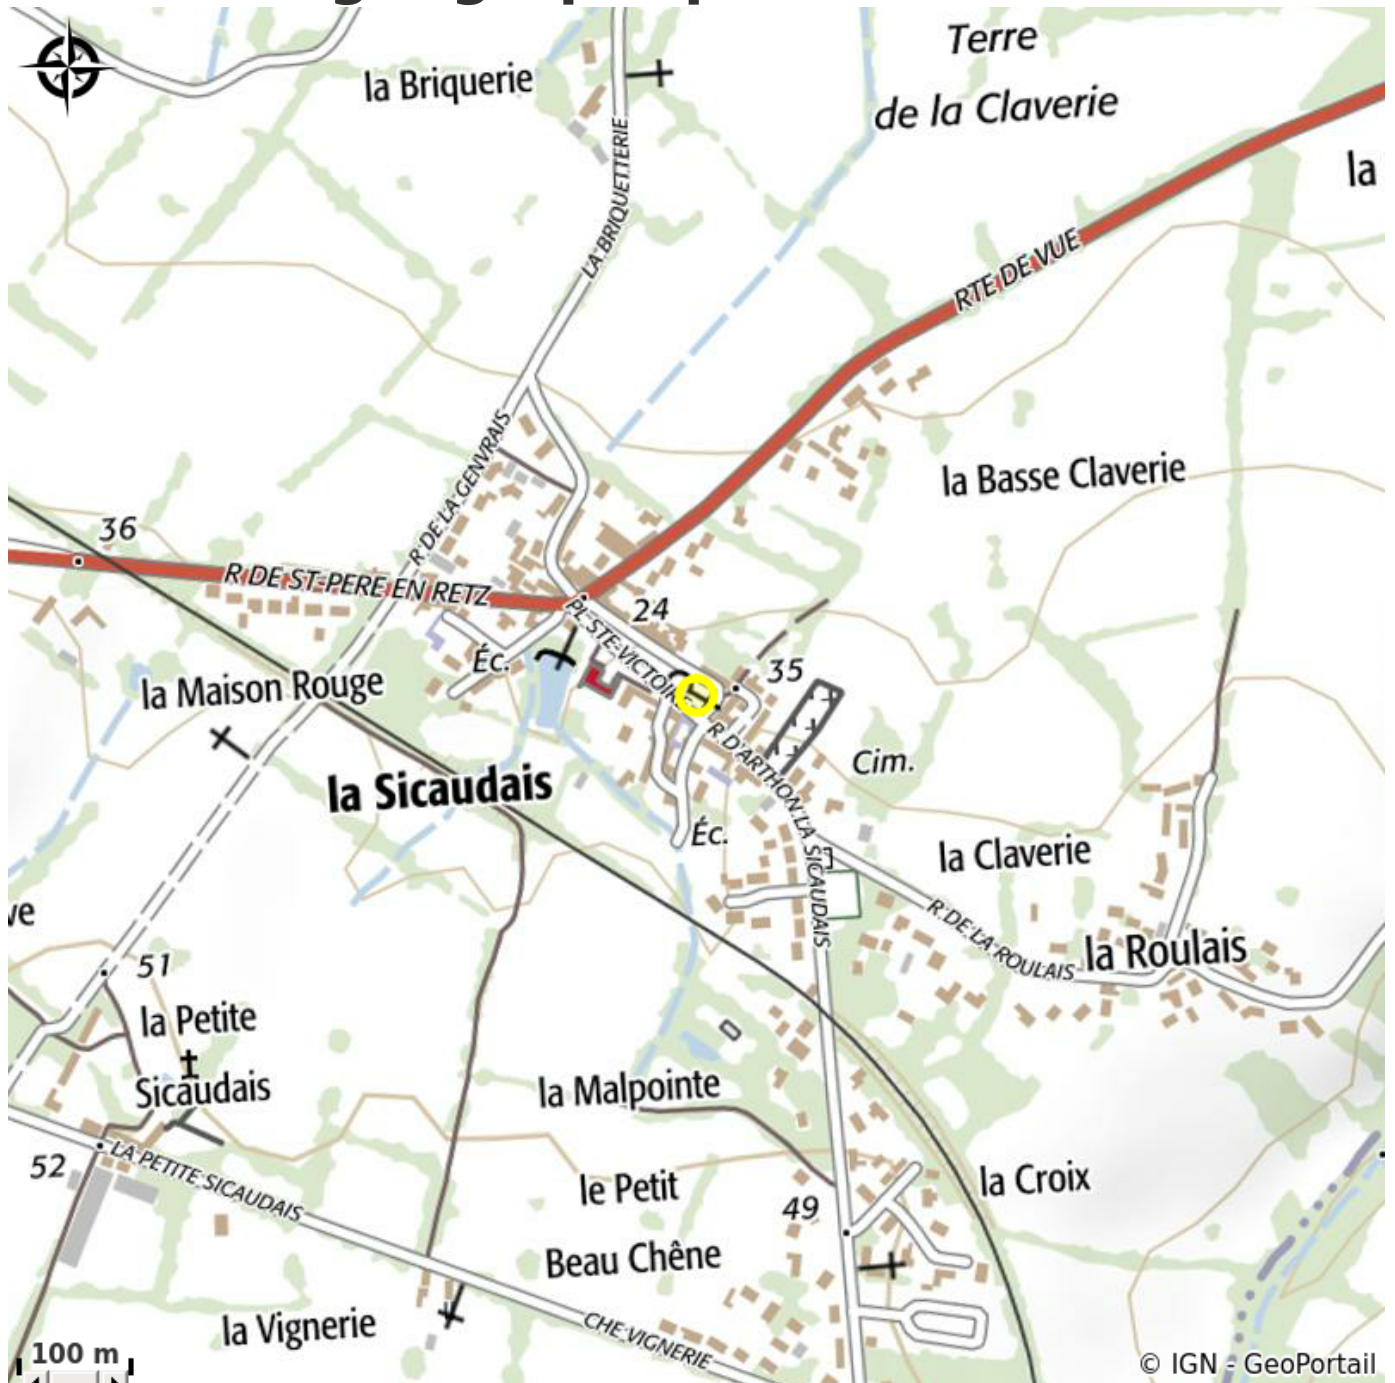 Terre
la Briquerie
de la Claverie
LA BRIQUETTERIE
la
RTE DE VUE
R DE LA GENVRAIS
la Basse Claverie
36
R DE ST-PERE EN RETZ
24
PL STE-VICTOIRE
Éc.
35
la Maison Rouge
R D'ARTHON LA SICAUDAIS
Cim.
la Sicaudais
Éc.
la Claverie
ve
R DE LA ROULAIS
la Roulais
51
la Petite
Sicaudais
la Malpointe
52
LA PETITE SICAUDAIS
le Petit
Beau Chêne
la Croix
49
la Vignerie
CHE VIGNERIE
100 m
© IGN - GeoPortail